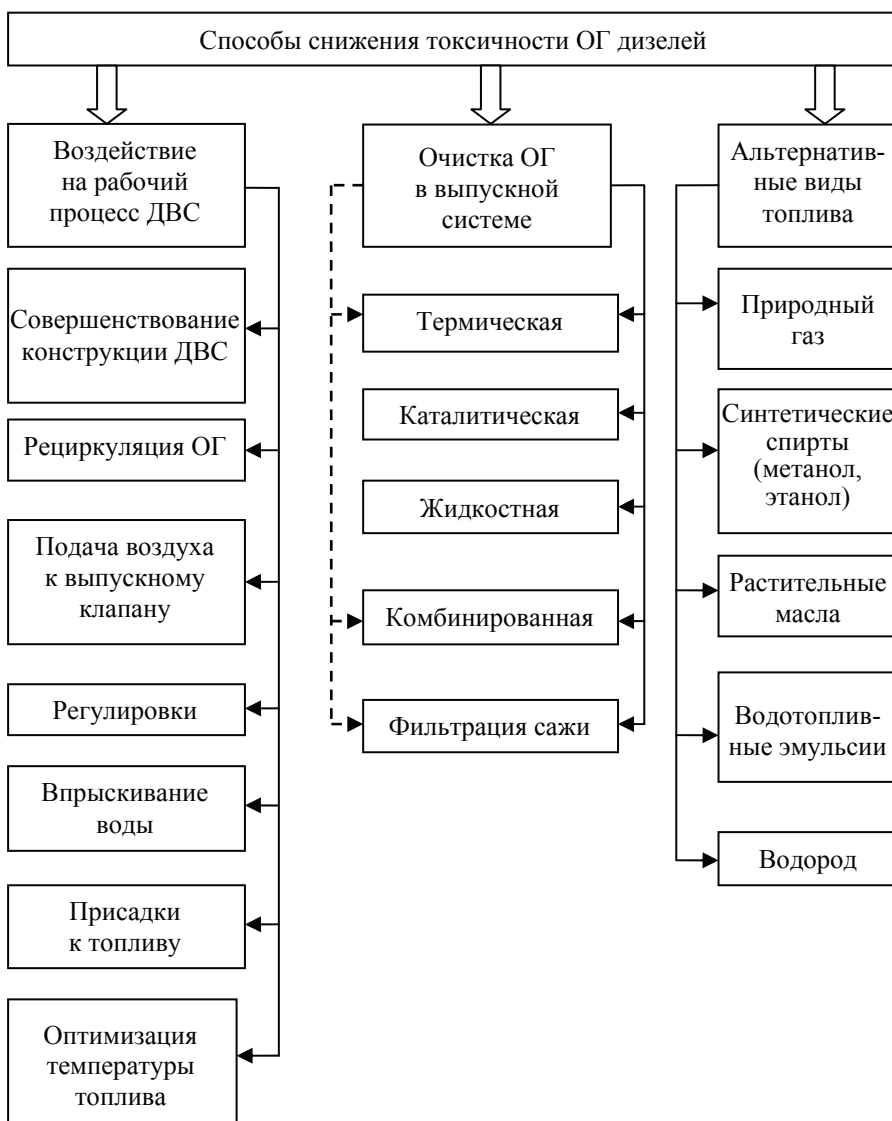 Способы снижения токсичности ОГ дизелей
Воздействие
на рабочий
процесс ДВС
Совершенствование
конструкции ДВС
Рециркуляция ОГ
Подача воздуха
к выпускному
клапану
Регулировки
Впрыскивание
воды
Присадки
к топливу
Оптимизация
температуры
топлива
Очистка ОГ
в выпускной
системе
Термическая
Каталитическая
Жидкостная
Комбинированная
Фильтрация сажи
Альтернатив-
ные виды
топлива
Природный
газ
Синтетические
спирты
(метанол,
этанол)
Растительные
масла
Водотоплив-
ные эмульсии
Водород